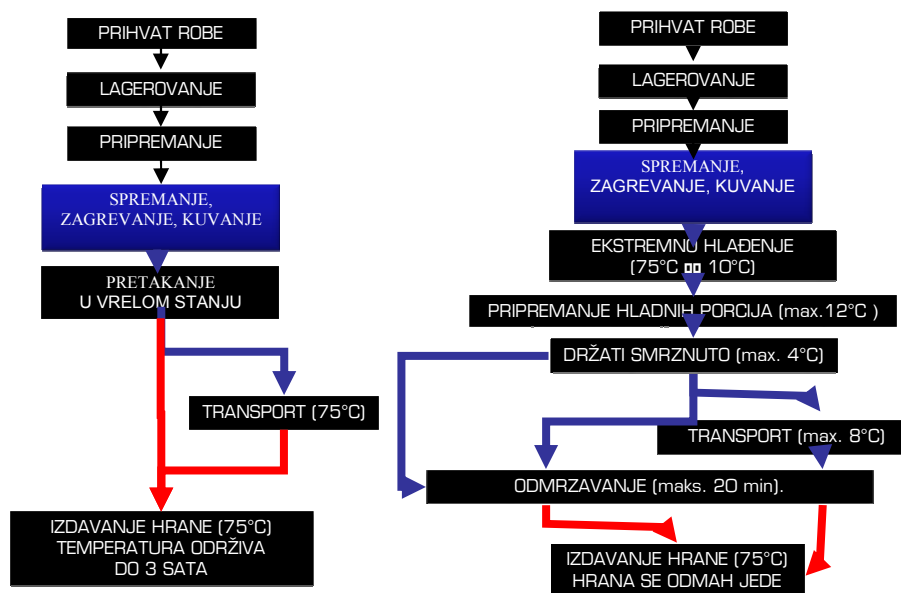 PRIHVAT ROBE
LAGEROVANJE
PRIPREMANJE
SPREMANJE,
ZAGREVANJE, KUVANJE
PRETAKANJE
U VRELOM STANJU
TRANSPORT (75°C)
IZDAVANJE HRANE (75°C)
TEMPERATURA ODRŽIVA
DO 3 SATA
PRIHVAT ROBE
LAGEROVANJE
PRIPREMANJE
SPREMANJE,
ZAGREVANJE, KUVANJE
EKSTREMNO HLAĐENJE
(75°C 10°C)
PRIPREMANJE HLADNIH PORCIJA (max.12°C )
DRŽATI SMRZNUTO (max. 4°C)
TRANSPORT (max. 8°C)
ODMRZAVANJE (maks. 20 min).
IZDAVANJE HRANE (75°C)
HRANA SE ODMAH JEDE